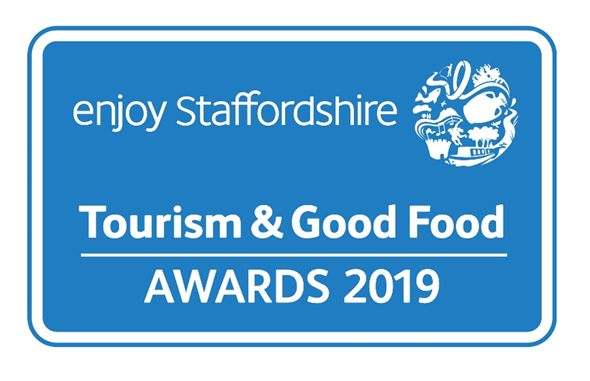 enjoy Staffordshire
Tourism & Good Food
AWARDS 2019